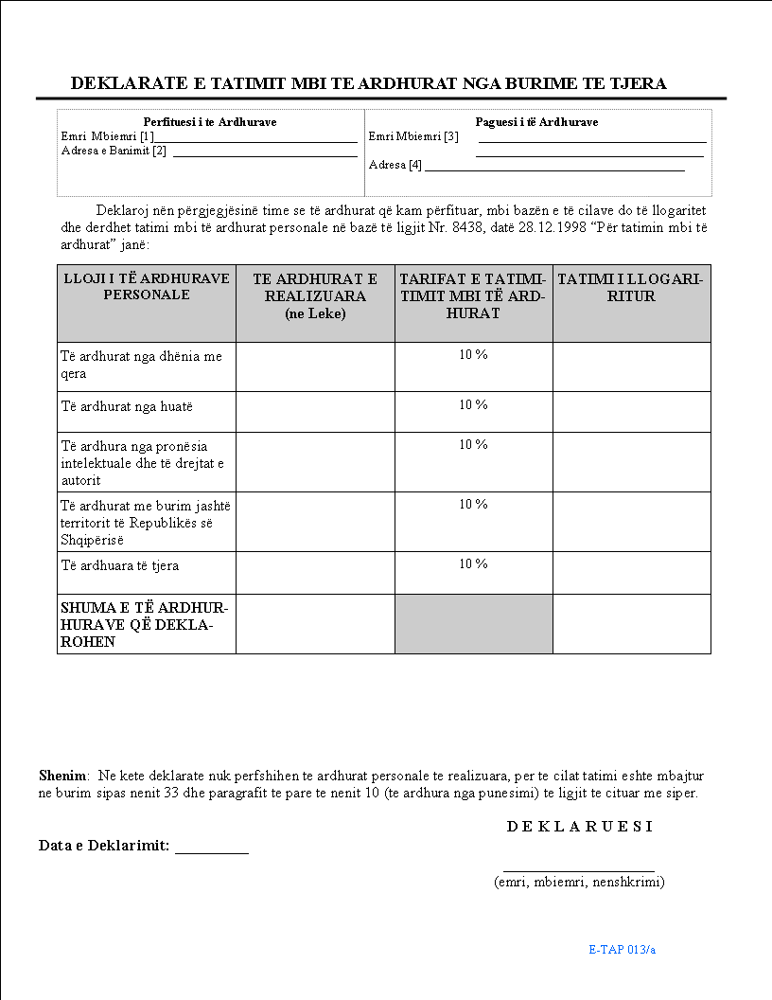 DEKLARATE E TATIMIT MBI TE ARDHURAT NGA BURIME TE TJERA
Perfituesi i te Ardhurave
Emri Mbiemri [1]
Adresa e Banimit [2]
Paguesi i të Ardhurave
Emri Mbiemri [3]
Adresa [4]
Deklaroj nën përgjegjësinë time se të ardhurat që kam përfituar, mbi bazën e të cilave do të llogaritet
dhe derdhet tatimi mbi të ardhurat personale në bazë të ligjit Nr. 8438, datë 28.12.1998 “Për tatimin mbi të
ardhurat” janë:
LLOJI I TË ARDHURAVE
PERSONALE
TE ARDHURAT E
REALIZUARA
(ne Leke)
TARIFAT E TATIMI-
TIMIT MBI TË ARD-
HURAT
TATIMI I LLOGARI-
RITUR
Të ardhurat nga dhënia me
qera
10 %
Të ardhurat nga huatë
10 %
Të ardhura nga pronësia
intelektuale dhe të drejtat e
autorit
10 %
Të ardhurat me burim jashtë
territorit të Republikës së
Shqipërisë
10 %
Të ardhuara të tjera
10 %
SHUMA E TË ARDHUR-
HURAVE QË DEKLA-
ROHEN
Shenim: Ne kete deklarate nuk perfshihen te ardhurat personale te realizuara, per te cilat tatimi eshte mbajtur
ne burim sipas nenit 33 dhe paragrafit te pare te nenit 10 (te ardhura nga punesimi) te ligjit te cituar me siper.
D E K L A R U E S I
Data e Deklarimit:
(emri, mbiemri, nenshkrimi)
E-TAP 013/a